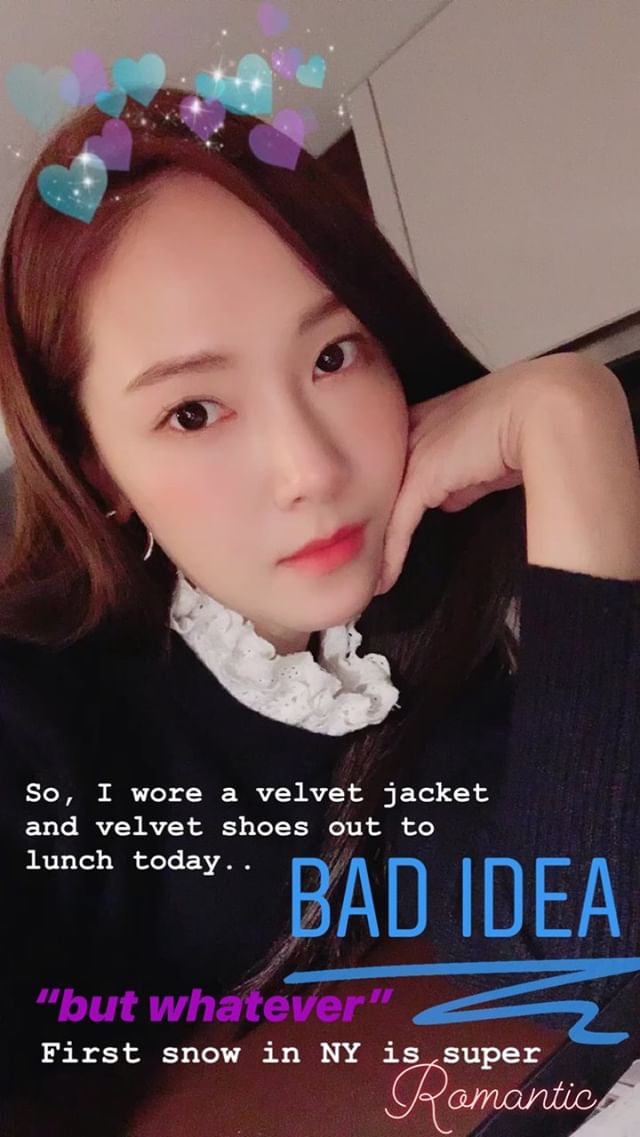 So, I wore a velvet jacket
and velvet shoes out to
lunch today..
BAD IDEA
“but whatever”
First snow in NY is super
Romantic